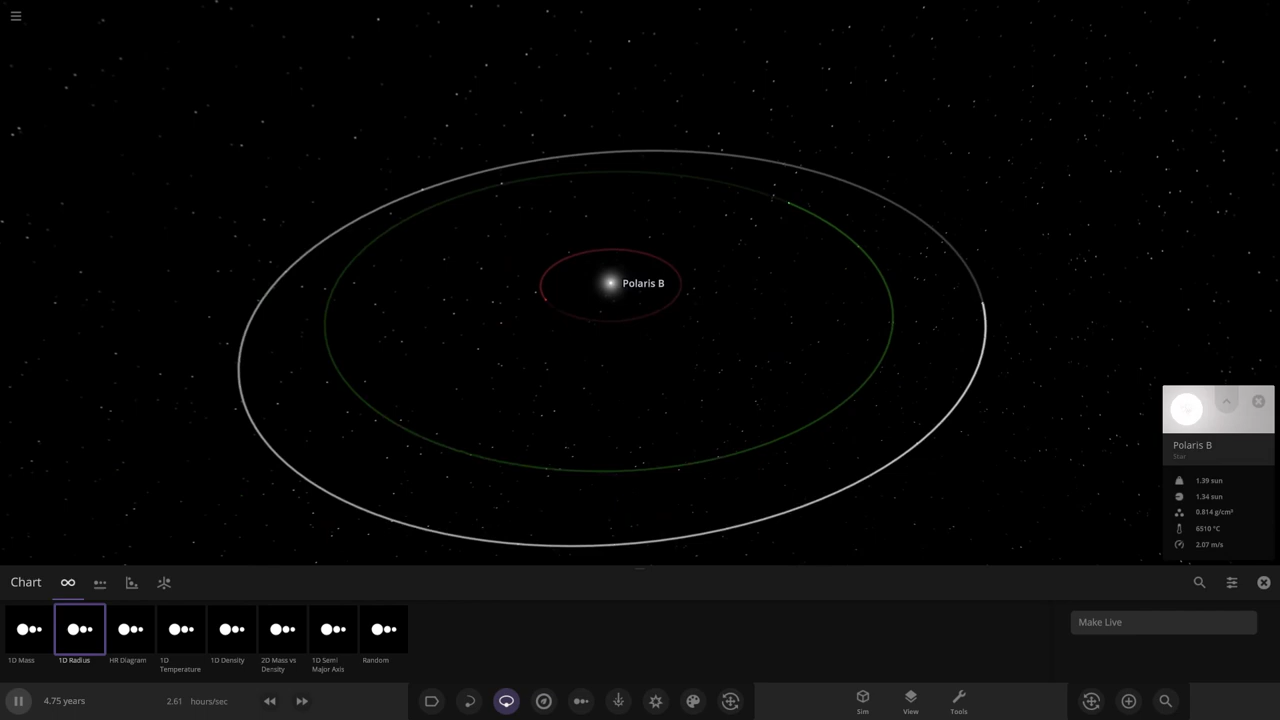 Polaris B
Polaris B
Star
1.39 sun
1.34 sun
0.814 g/cm³
6510 °C
2.07 m/s
Chart
Make Live
1D Mass
1D Radius
HR Diagram
1D Temperature
1D Density
2D Mass vs Density
1D Semi Major Axis
Random
4.75 years
2.61 hours/sec
Sim
View
Tools